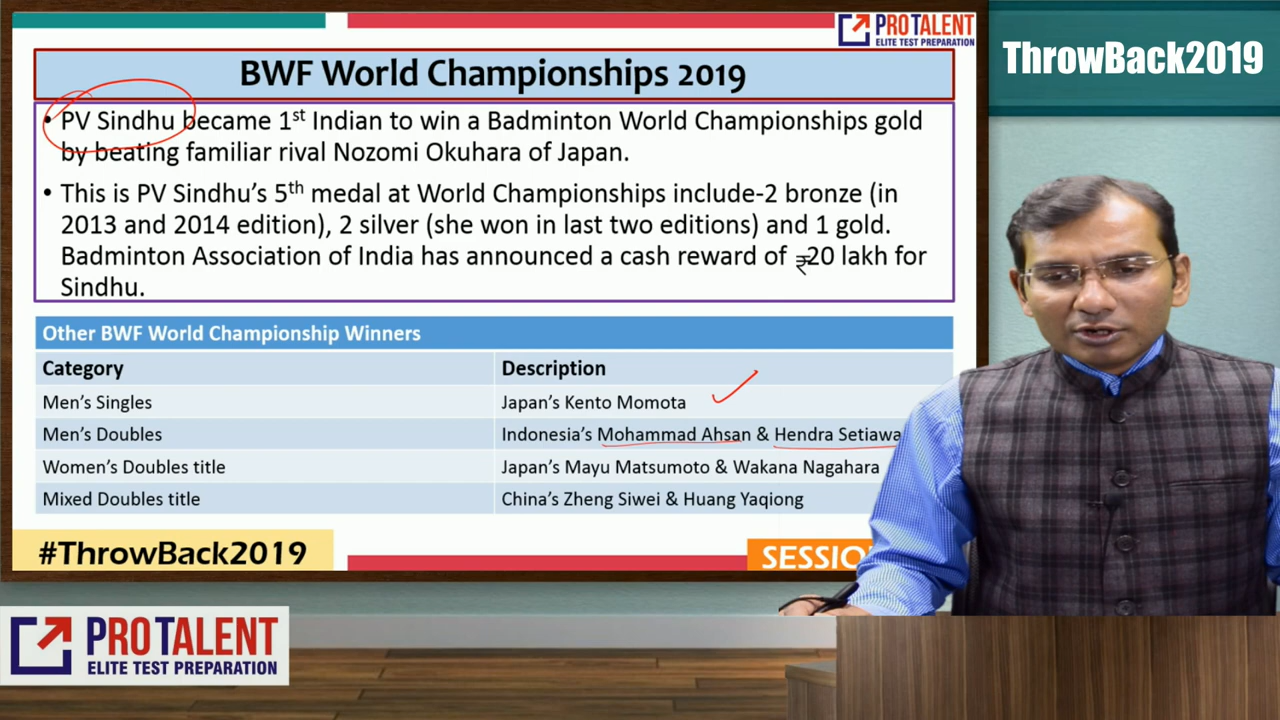 PROTALENT
ELITE TEST PREPARATION
ThrowBack2019
BWF World Championships 2019
• PV Sindhu became 1st Indian to win a Badminton World Championships gold
by beating familiar rival Nozomi Okuhara of Japan.
• This is PV Sindhu's 5th medal at World Championships include-2 bronze (in
2013 and 2014 edition), 2 silver (she won in last two editions) and 1 gold.
Badminton Association of India has announced a cash reward of ₹20 lakh for
Sindhu.
Other BWF World Championship Winners
Category Description
Men's Singles Japan's Kento Momota
Men's Doubles Indonesia's Mohammad Ahsan & Hendra Setiawa
Women's Doubles title Japan's Mayu Matsumoto & Wakana Nagahara
Mixed Doubles title China's Zheng Siwei & Huang Yaqiong
#ThrowBack2019
SESSIO
PROTALENT
ELITE TEST PREPARATION